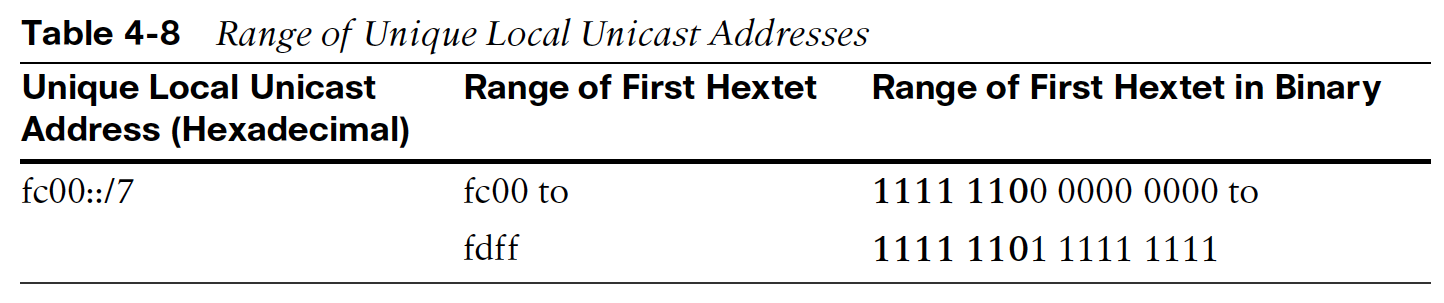 Table 4-8 Range of Unique Local Unicast Addresses
Unique Local Unicast Address (Hexadecimal) Range of First Hextet Range of First Hextet in Binary
fc00::/7 fc00 to 1111 1100 0000 0000 to
fdff 1111 1101 1111 1111